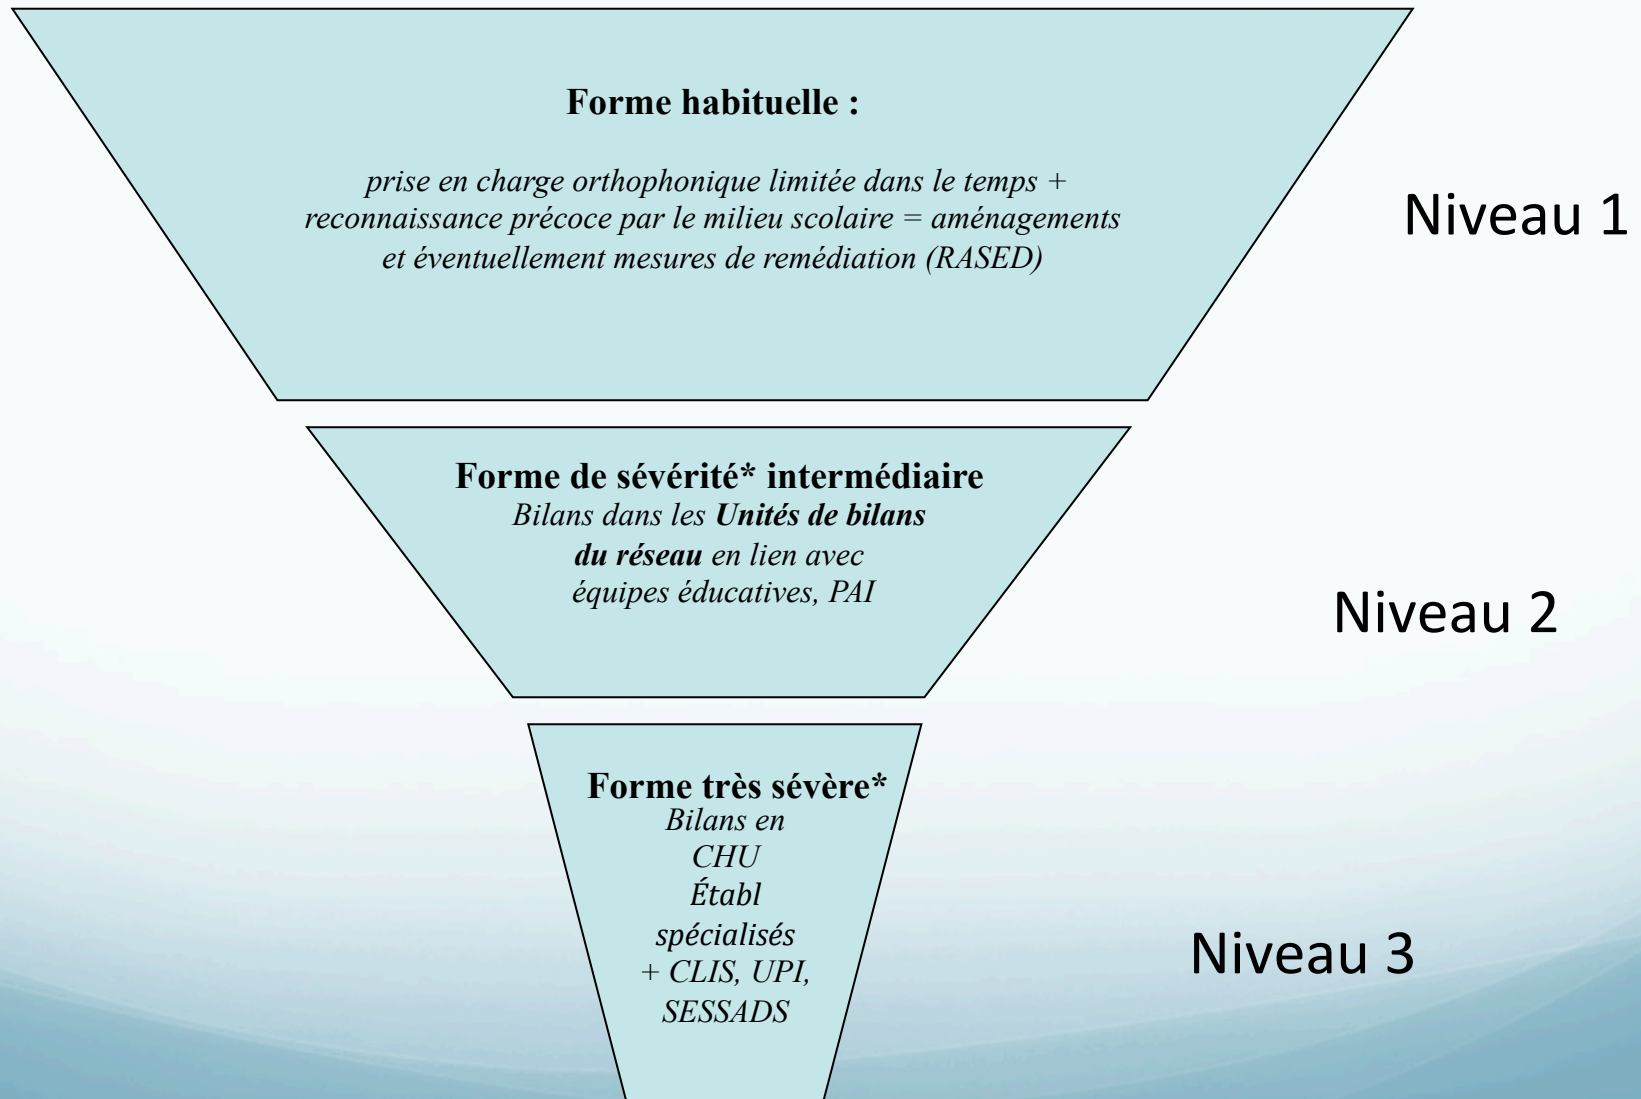 Forme habituelle :
prise en charge orthophonique limitée dans le temps +
reconnaissance précoce par le milieu scolaire = aménagements
et éventuellement mesures de remédiation (RASED)
Niveau 1
Forme de sévérité* intermédiaire
Bilans dans les Unités de bilans
du réseau en lien avec
équipes éducatives, PAI
Niveau 2
Forme très sévère*
Bilans en
CHU
Établ
spécialisés
+ CLIS, UPI,
SESSADS
Niveau 3